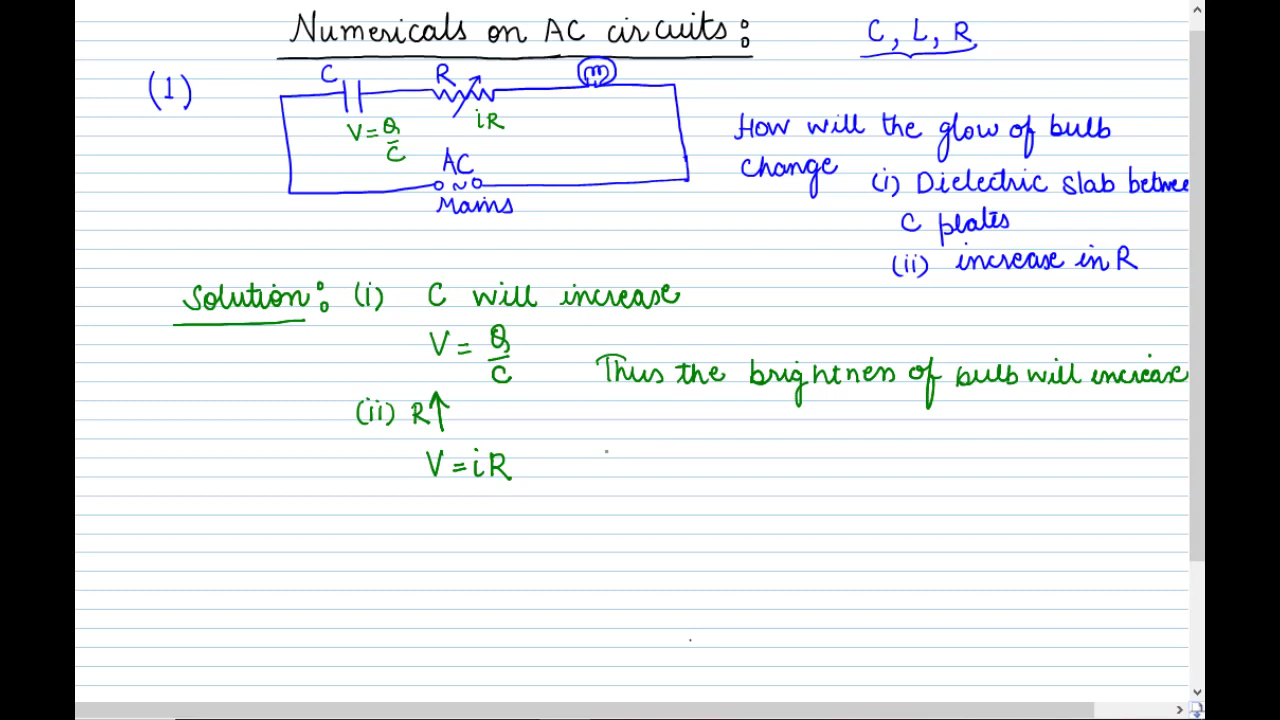 Numericals on AC circuits:
C, L, R
(1)
C
R
V = Q/C
iR
AC
Mains
How will the glow of bulb
change
(i) Dielectric slab betwee
C plates
(ii) increase in R
Solution: (i) C will increase
V = Q/C
Thus the brightness of bulb will increase
(ii) R↑
V = iR